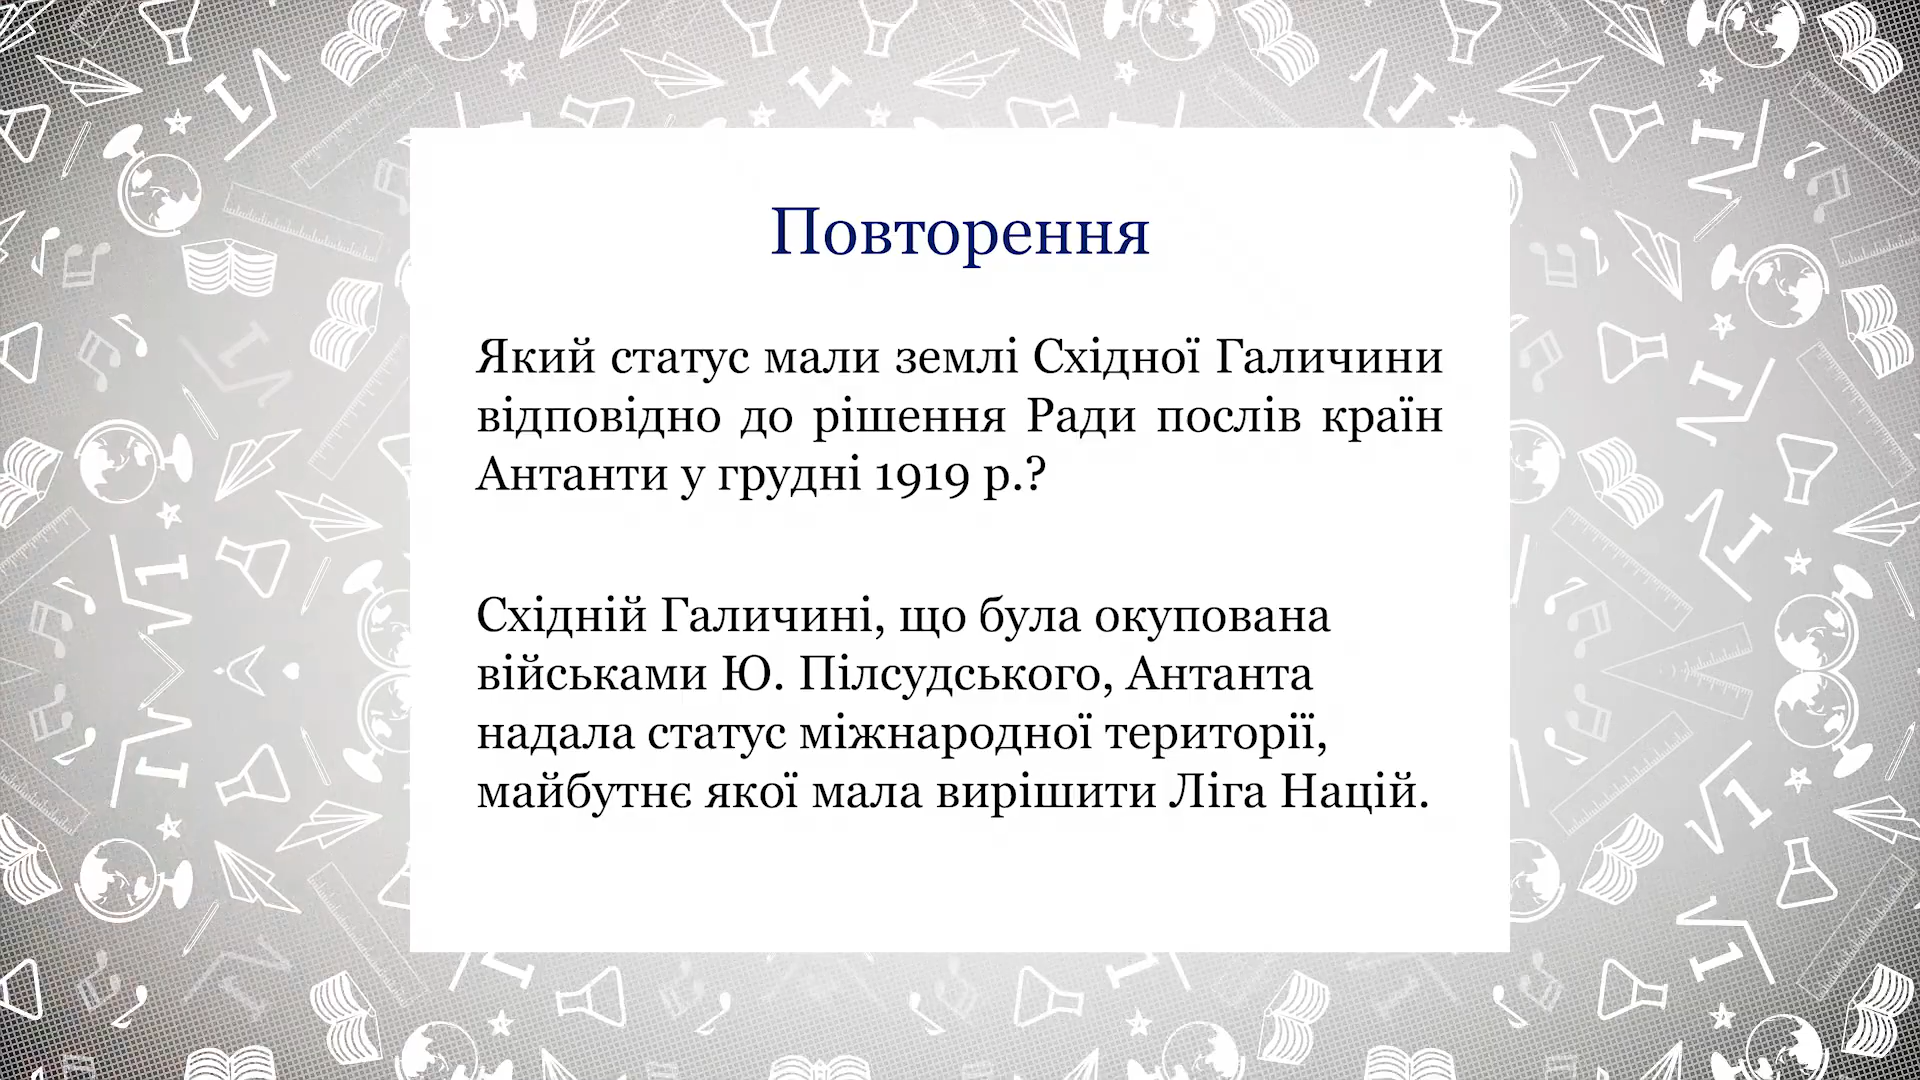 Повторення
Який статус мали землі Східної Галичини
відповідно до рішення Ради послів країн
Антанти у грудні 1919 р.?
Східній Галичині, що була окупована
військами Ю. Пілсудського, Антанта
надала статус міжнародної території,
майбутнє якої мала вирішити Ліга Націй.